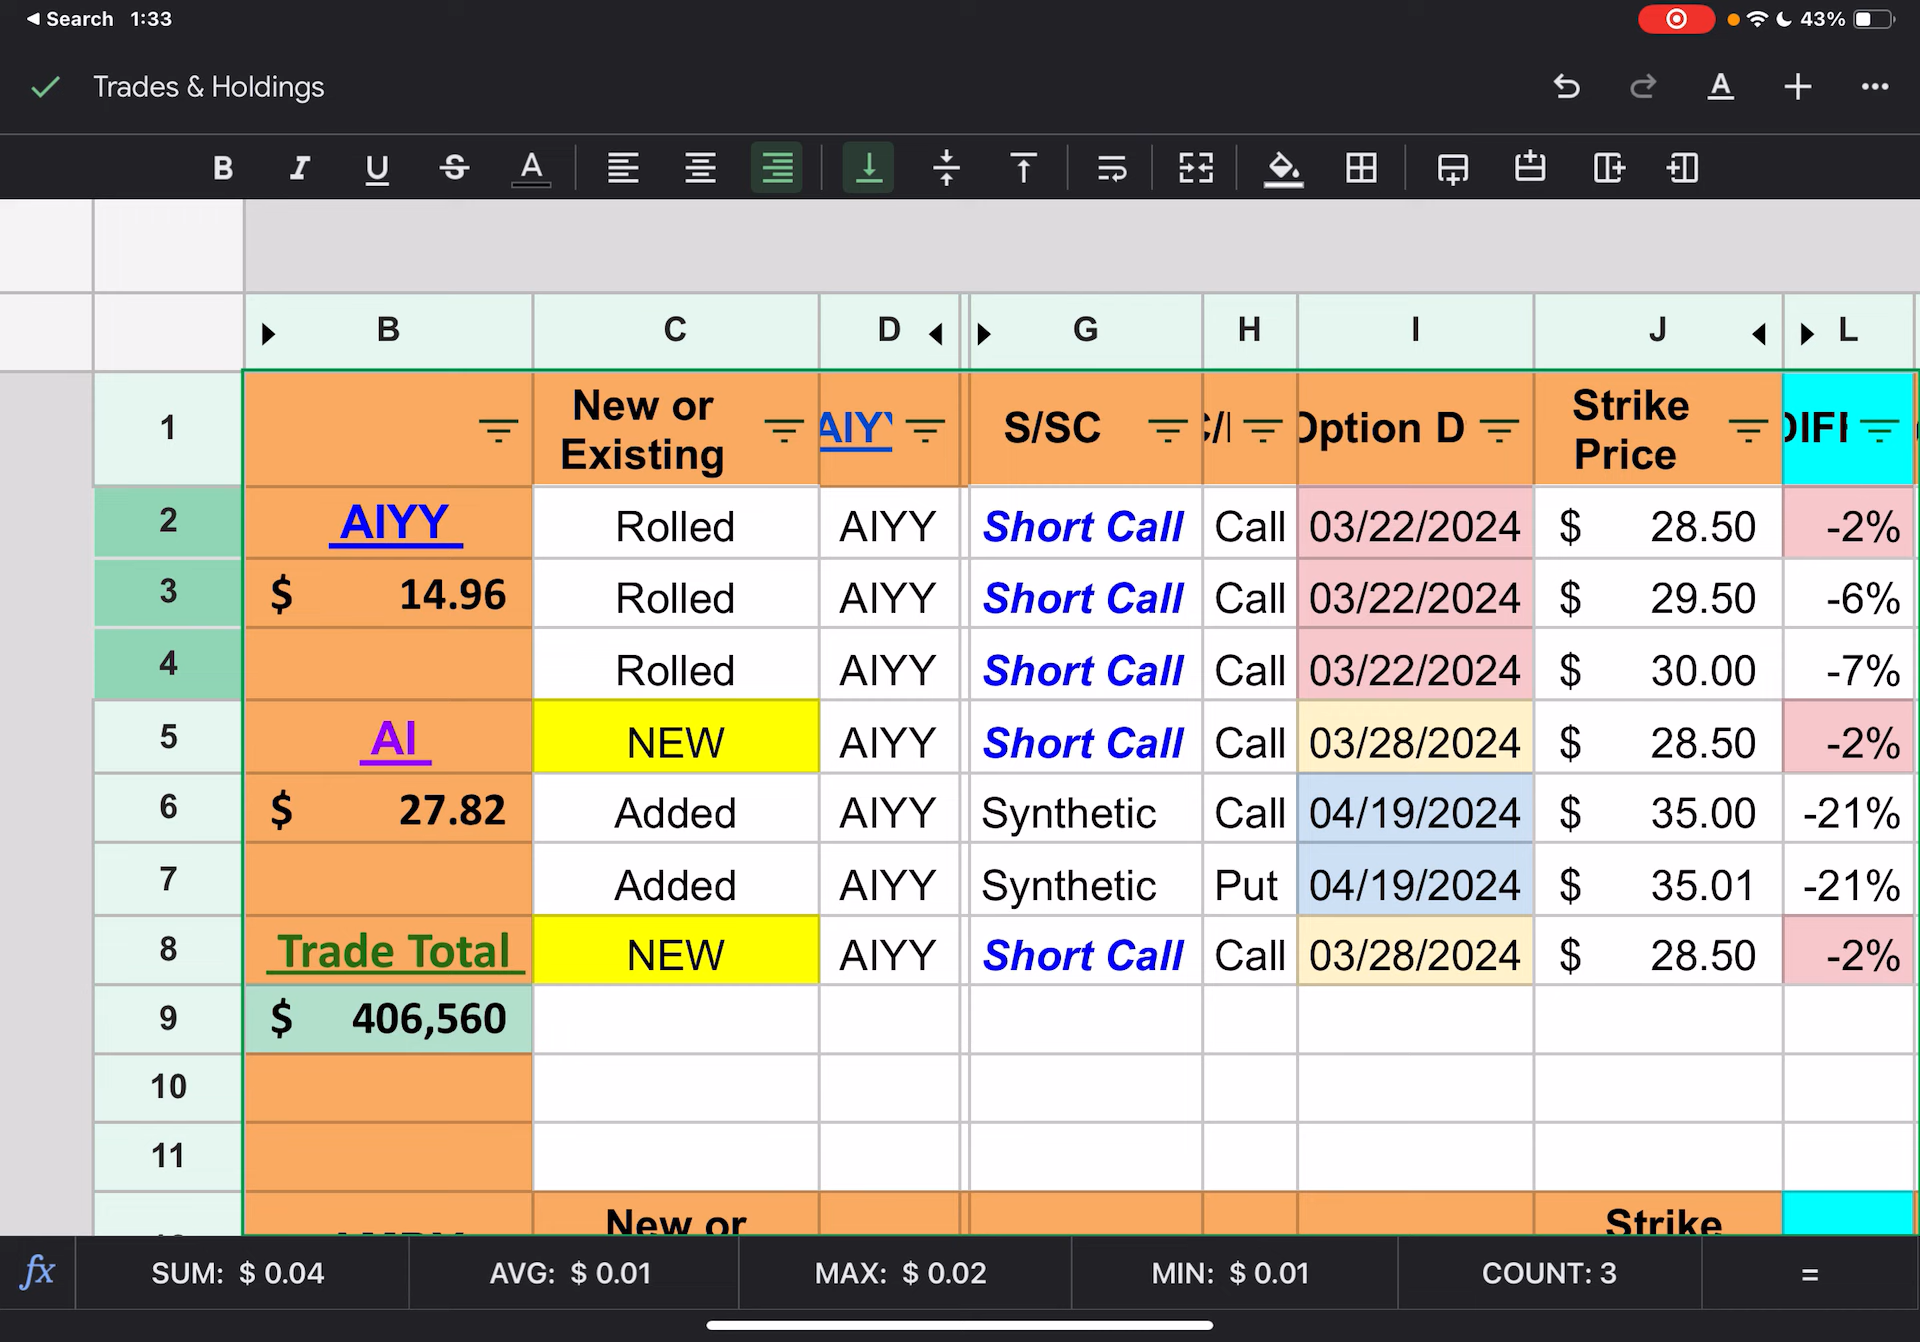 Search 1:33
43%
Trades & Holdings
B I U S A
A
B C D G H I J L
1 New or Existing AIYY S/SC Option D Strike Price
2 AIYY Rolled AIYY Short Call Call 03/22/2024 $ 28.50 -2%
3 $ 14.96 Rolled AIYY Short Call Call 03/22/2024 $ 29.50 -6%
4 Rolled AIYY Short Call Call 03/22/2024 $ 30.00 -7%
5 AI NEW AIYY Short Call Call 03/28/2024 $ 28.50 -2%
6 $ 27.82 Added AIYY Synthetic Call 04/19/2024 $ 35.00 -21%
7 Added AIYY Synthetic Put 04/19/2024 $ 35.01 -21%
8 Trade Total NEW AIYY Short Call Call 03/28/2024 $ 28.50 -2%
9 $ 406,560
10
11
New or Strike
fx SUM: $ 0.04 AVG: $ 0.01 MAX: $ 0.02 MIN: $ 0.01 COUNT: 3 =